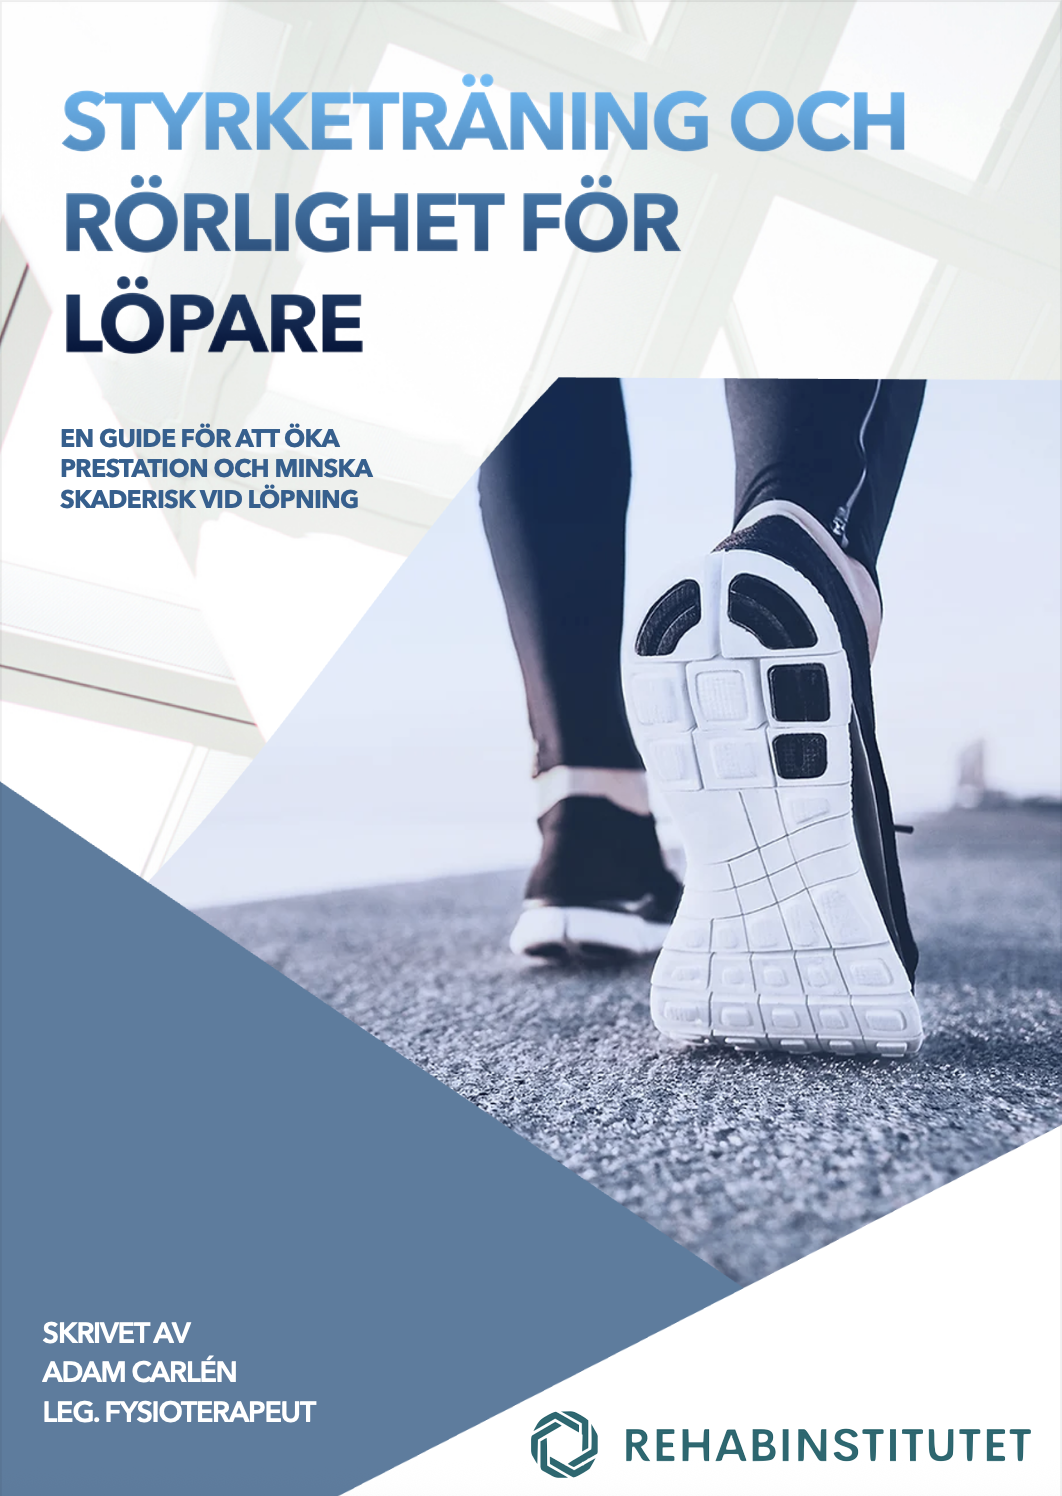 STYRKETRÄNING OCH
RÖRLIGHET FÖR
LÖPARE
EN GUIDE FÖR ATT ÖKA
PRESTATION OCH MINSKA
SKADERISK VID LÖPNING
SKRIVET AV
ADAM CARLÉN
LEG. FYSIOTERAPEUT
REHABINSTITUTET